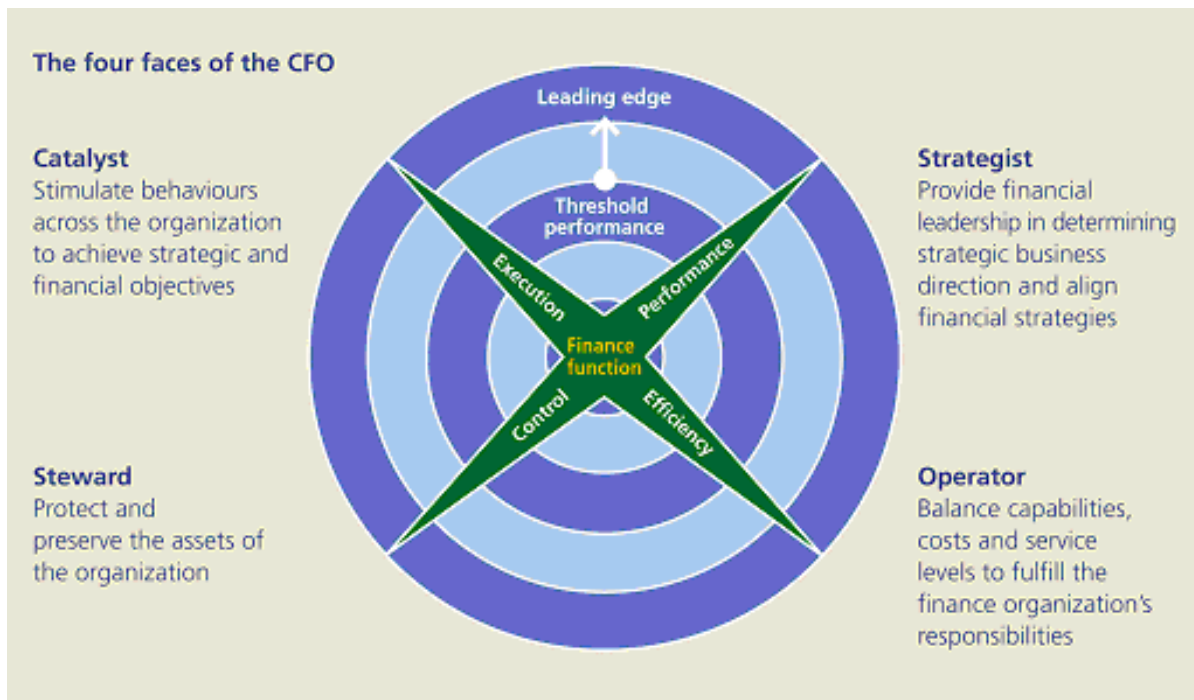 The four faces of the CFO
Catalyst
Stimulate behaviours
across the organization
to achieve strategic and
financial objectives
Steward
Protect and
preserve the assets of
the organization
Leading edge
Threshold
performance
Execution
Performance
Finance
function
Control
Efficiency
Strategist
Provide financial
leadership in determining
strategic business
direction and align
financial strategies
Operator
Balance capabilities,
costs and service
levels to fulfill the
finance organization's
responsibilities